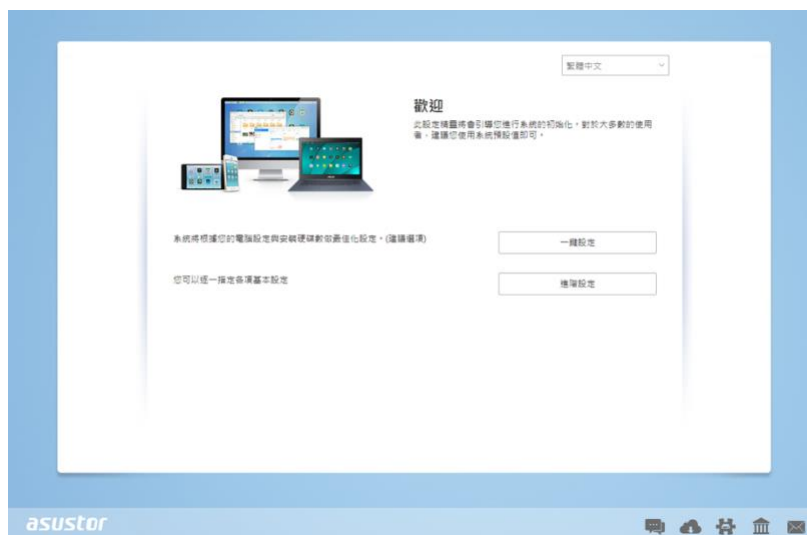 繁體中文
歡迎
此設定精靈將會引導您進行系統的初始化，對於大多數的使用
者，建議您使用系統預設值即可。
系統將根據您的電腦設定與安裝硬碟數做最佳化設定。(建議選項)
一鍵設定
您可以逐一指定各項基本設定
進階設定
asustor